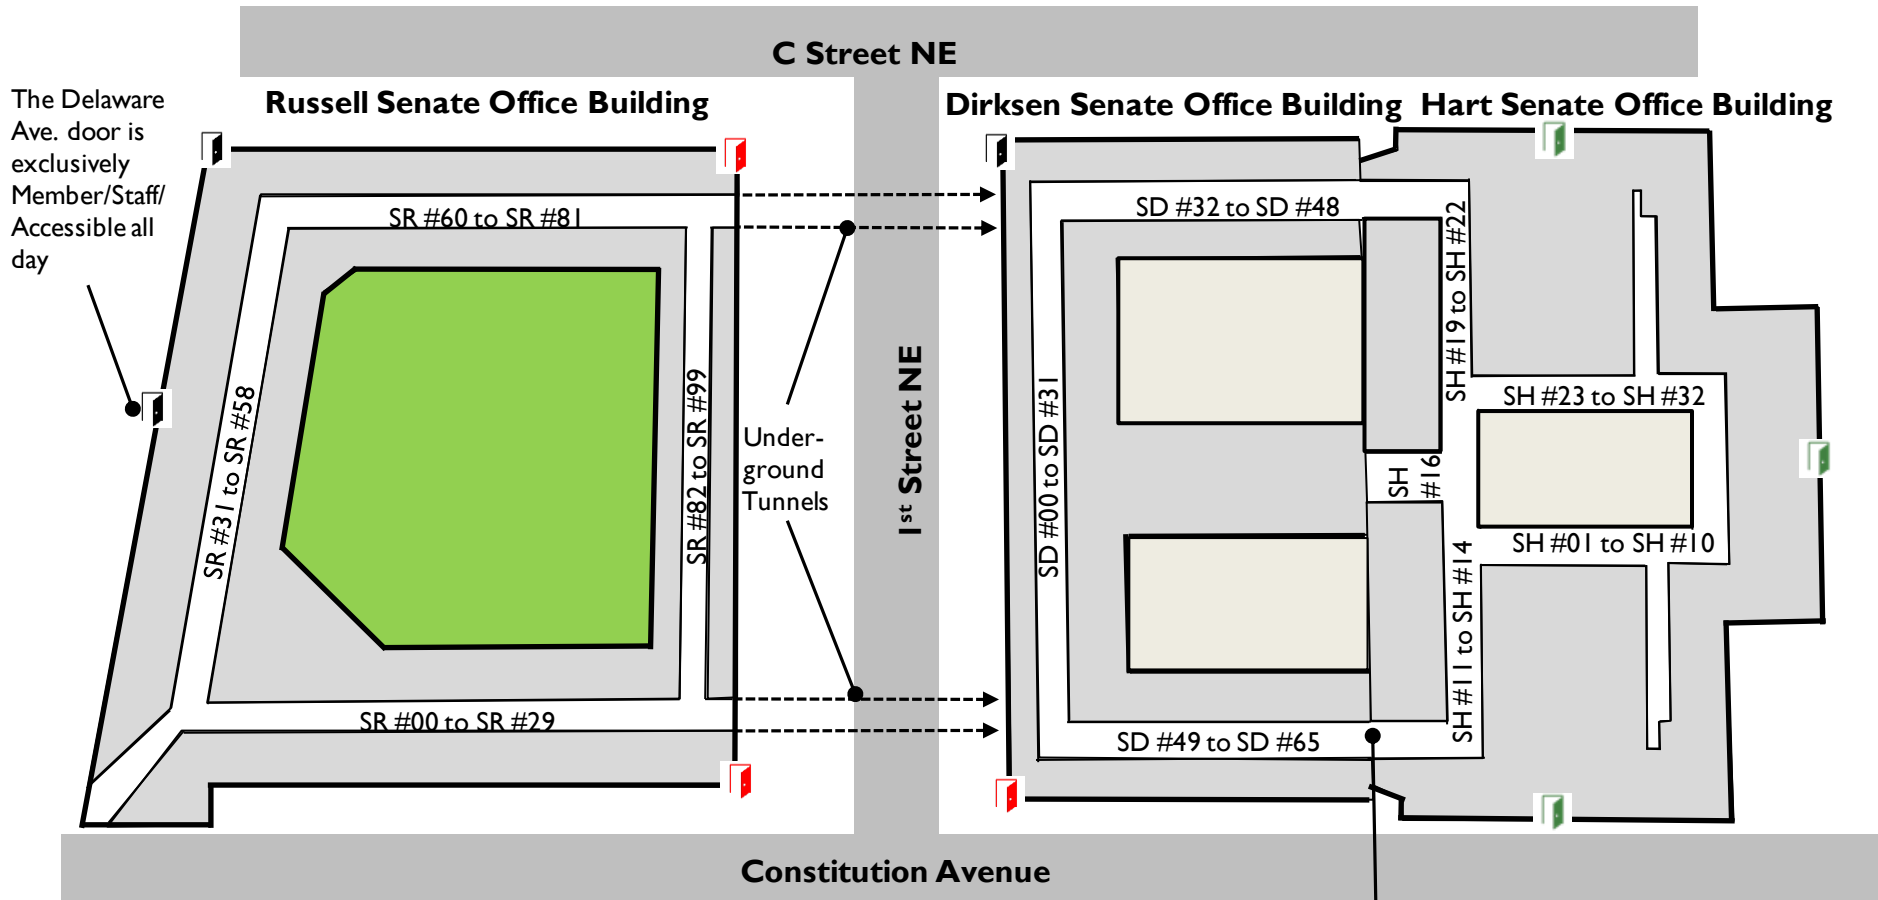 C Street NE
The Delaware
Ave. door is
exclusively
Member/Staff/
Accessible all
day
Russell Senate Office Building
Dirksen Senate Office Building
Hart Senate Office Building
SR #60 to SR #81
SR #31 to SR #58
SR #82 to SR #99
SR #00 to SR #29
Under-
ground
Tunnels
1st Street NE
SD #32 to SD #48
SD #00 to SD #31
SD #49 to SD #65
SH #19 to SH #22
SH #23 to SH #32
SH
#16
SH #01 to SH #10
SH #11 to SH #14
Constitution Avenue